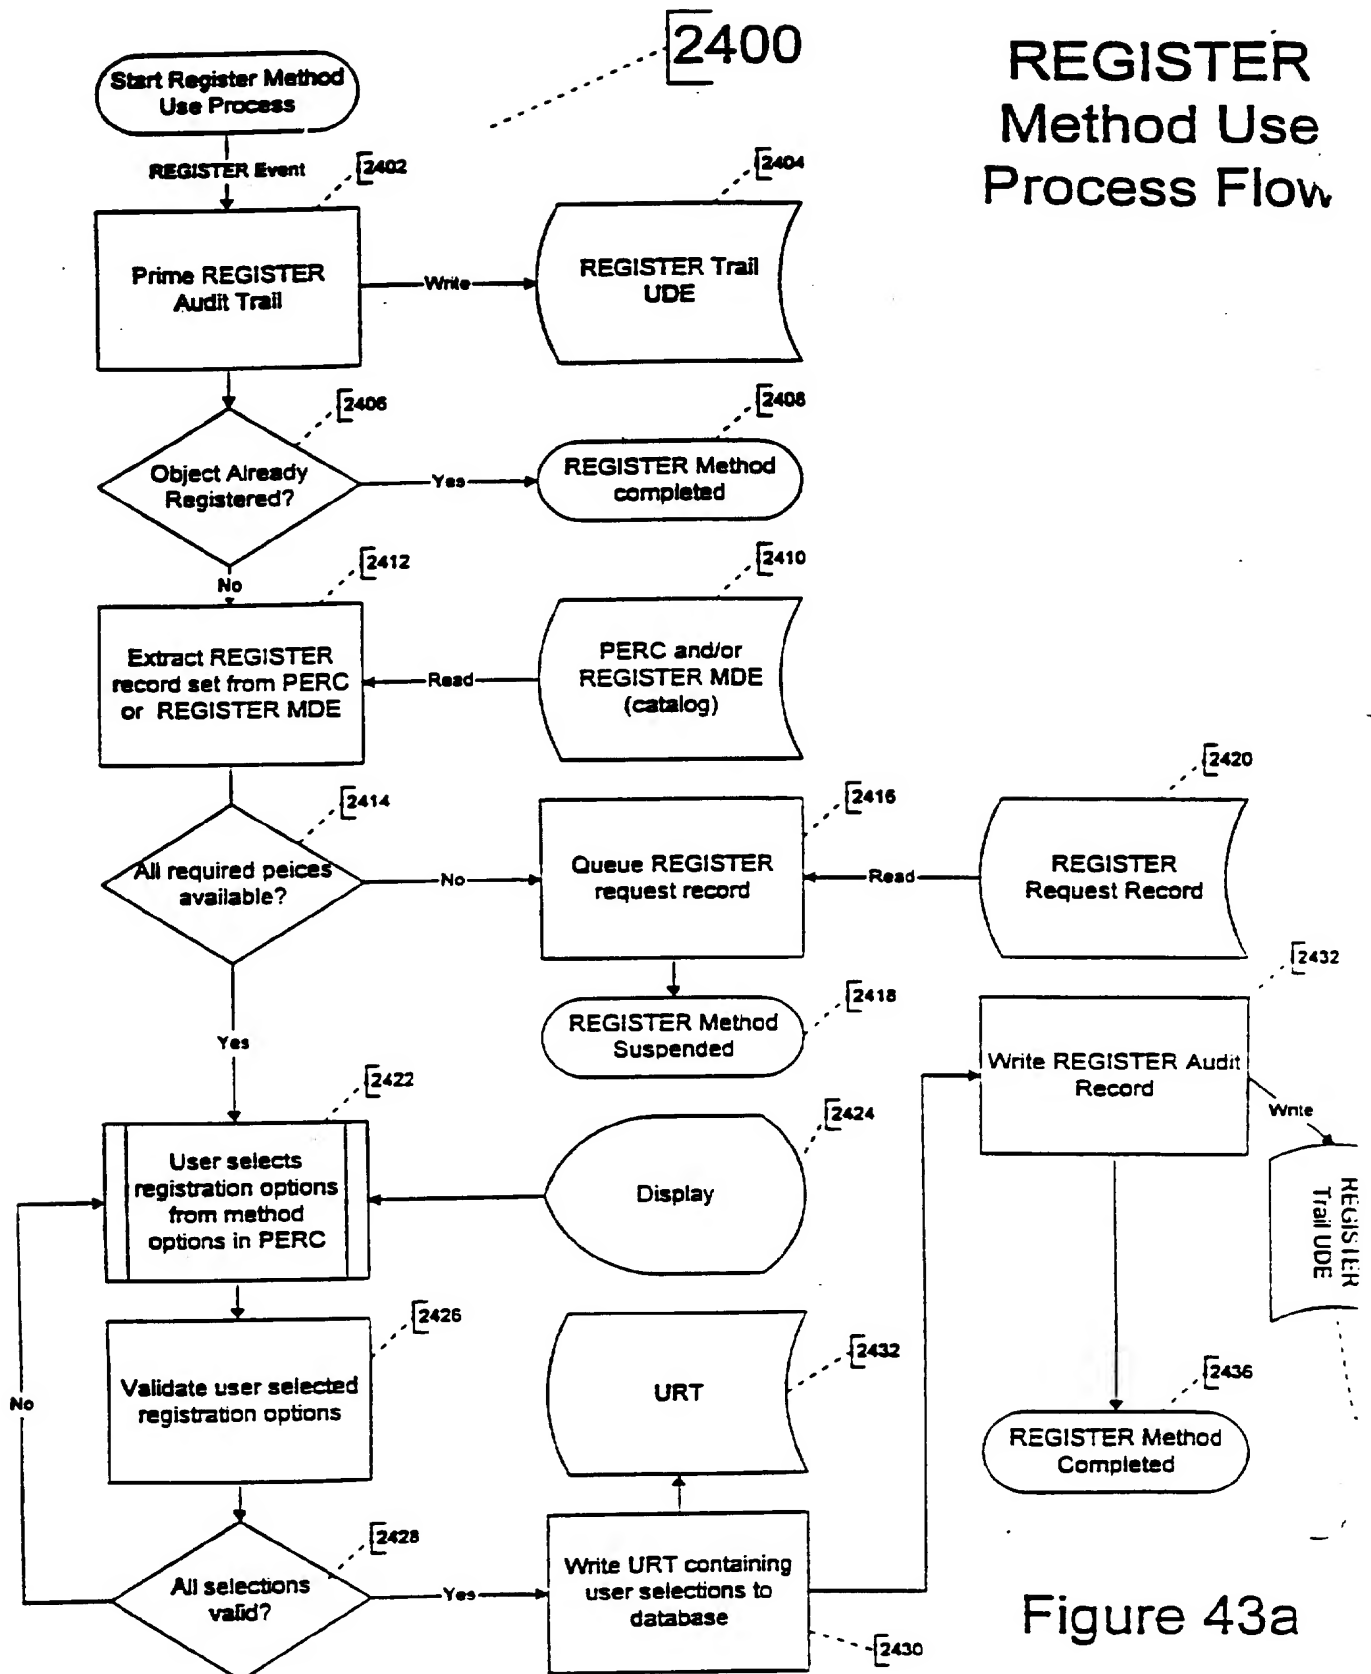 2400
REGISTER
Method Use
Process Flow
Start Register Method
Use Process
REGISTER Event
2402
2404
Prime REGISTER
Audit Trail
Write
REGISTER Trail
UDE
2406
2408
Object Already
Registered?
Yes
REGISTER Method
completed
No
2412
2410
Extract REGISTER
record set from PERC
or REGISTER MDE
Read
PERC and/or
REGISTER MDE
(catalog)
2414
2416
2420
All required peices
available?
No
Queue REGISTER
request record
Read
REGISTER
Request Record
Yes
2418
REGISTER Method
Suspended
2432
Write REGISTER Audit
Record
Write
REGISTER
Trail UDE
2422
2424
User selects
registration options
from method
options in PERC
Display
2426
2432
Validate user selected
registration options
URT
No
2436
REGISTER Method
Completed
2428
All selections
valid?
Yes
Write URT containing
user selections to
database
2430
Figure 43a